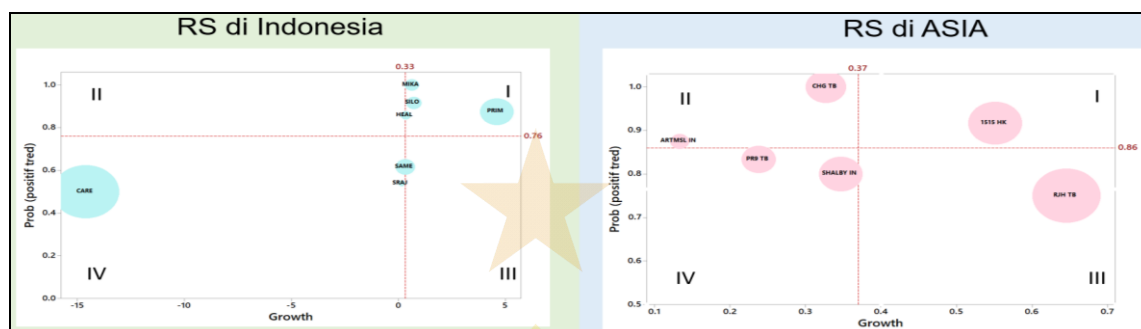 RS di Indonesia
0.33
II
I
1.0
0.8
0.6
0.4
0.2
0.0
MIKA
SILO
HEAL
PRIM
0.76
SAME
SRAJ
CARE
IV
III
-15
-10
-5
0
5
Prob (positif tred)
Growth
RS di ASIA
0.37
II
I
1.0
0.9
0.8
0.7
0.6
0.5
CHG TB
1515 HK
ARTMSL IN
0.86
PR9 TB
SHALBY IN
RJH TB
IV
III
0.1
0.2
0.3
0.4
0.5
0.6
0.7
Prob (positif tred)
Growth